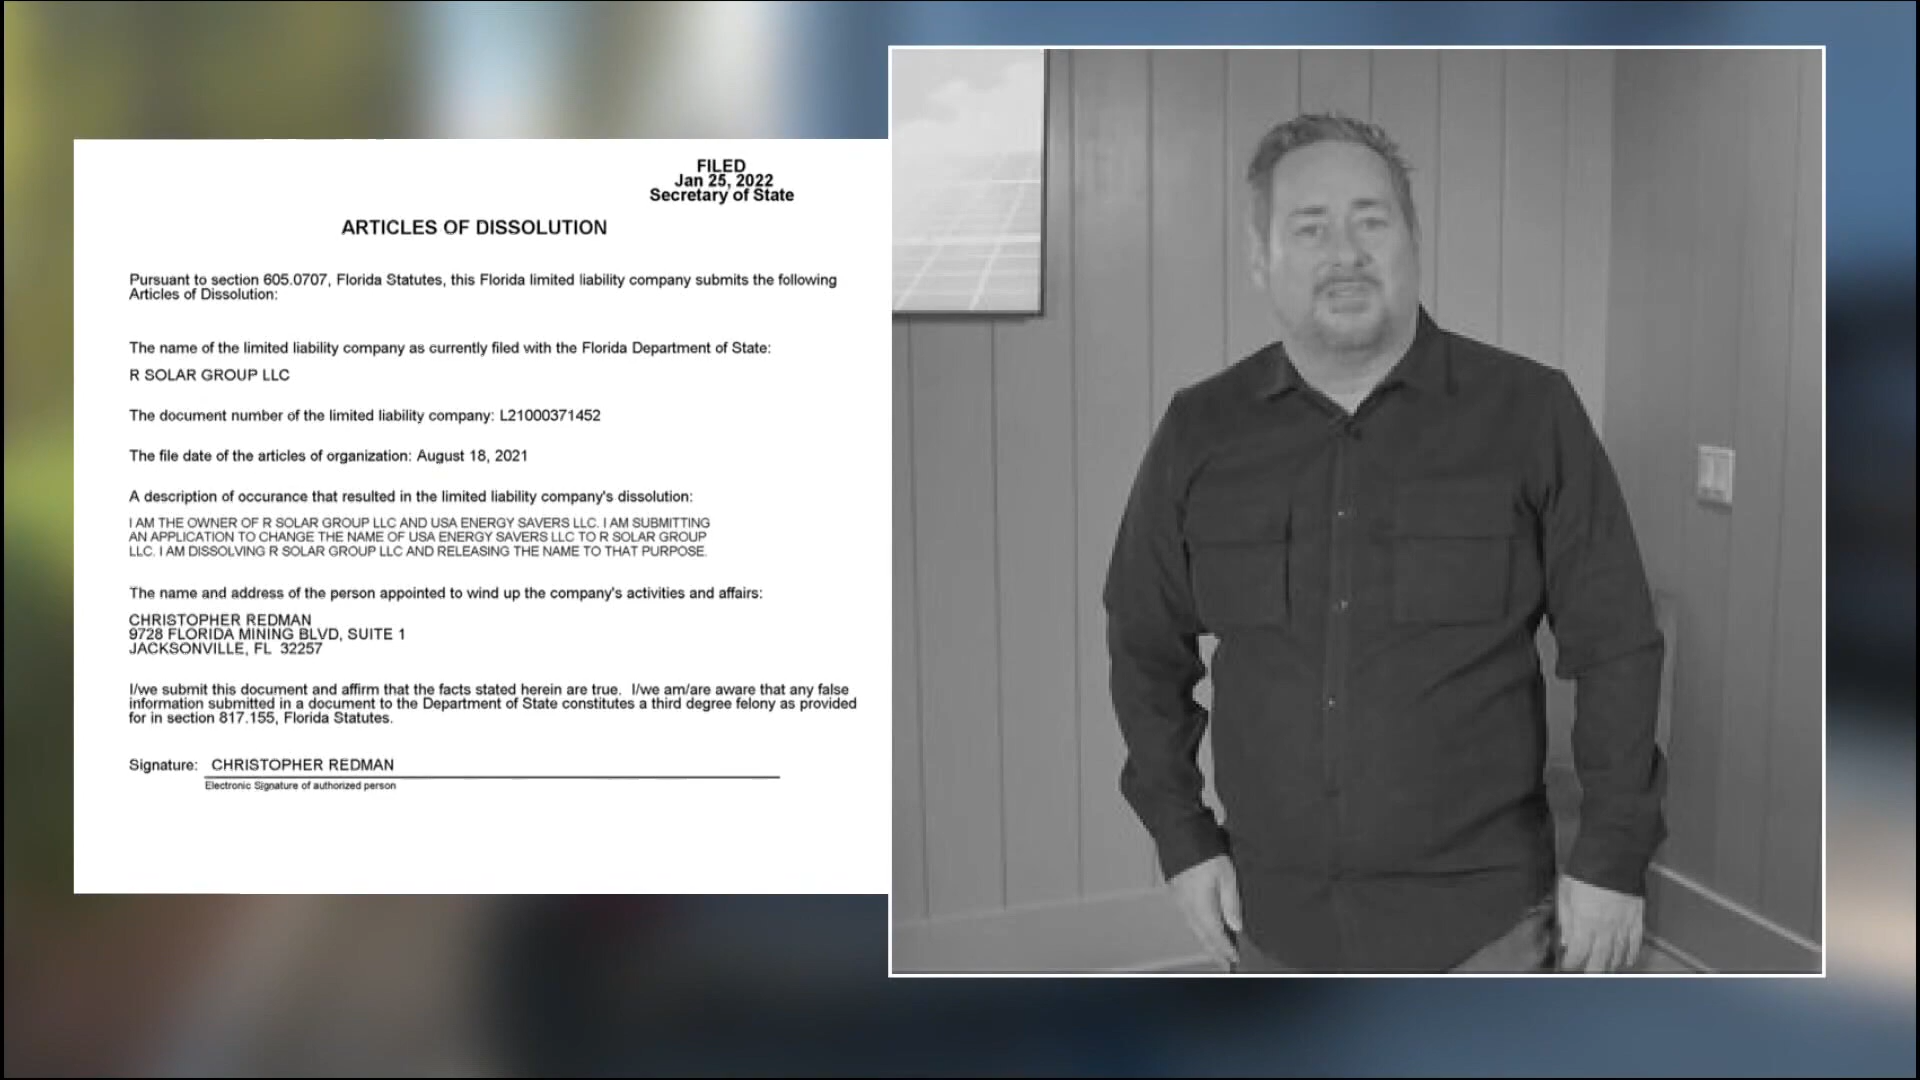 FILED
Jan 25, 2022
Secretary of State
ARTICLES OF DISSOLUTION
Pursuant to section 605.0707, Florida Statutes, this Florida limited liability company submits the following
Articles of Dissolution:
The name of the limited liability company as currently filed with the Florida Department of State:
R SOLAR GROUP LLC
The document number of the limited liability company: L21000371452
The file date of the articles of organization: August 18, 2021
A description of occurance that resulted in the limited liability company's dissolution:
I AM THE OWNER OF R SOLAR GROUP LLC AND USA ENERGY SAVERS LLC. I AM SUBMITTING
AN APPLICATION TO CHANGE THE NAME OF USA ENERGY SAVERS LLC TO R SOLAR GROUP
LLC. I AM DISSOLVING R SOLAR GROUP LLC AND RELEASING THE NAME TO THAT PURPOSE.
The name and address of the person appointed to wind up the company's activities and affairs:
CHRISTOPHER REDMAN
9728 FLORIDA MINING BLVD, SUITE 1
JACKSONVILLE, FL 32257
I/we submit this document and affirm that the facts stated herein are true. I/we am/are aware that any false
information submitted in a document to the Department of State constitutes a third degree felony as provided
for in section 817.155, Florida Statutes.
Signature: CHRISTOPHER REDMAN
Electronic Signature of authorized person